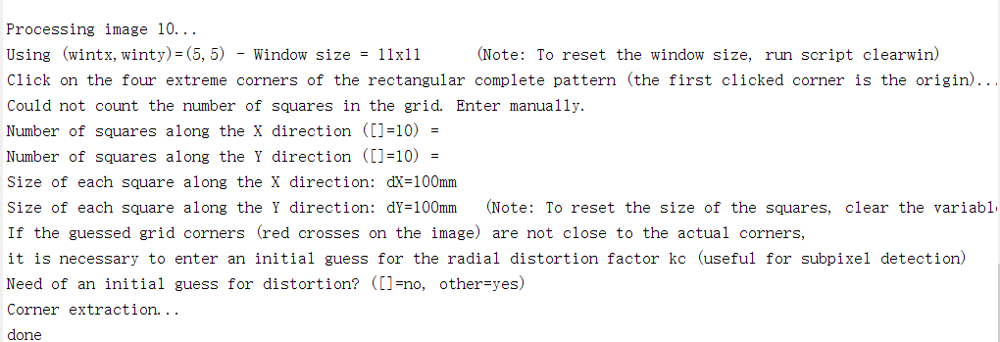 Processing image 10...
Using (wintx,winty)=(5,5) - Window size = 11x11      (Note: To reset the window size, run script clearwin)
Click on the four extreme corners of the rectangular complete pattern (the first clicked corner is the origin)...
Could not count the number of squares in the grid. Enter manually.
Number of squares along the X direction ([]=10) =
Number of squares along the Y direction ([]=10) =
Size of each square along the X direction: dX=100mm
Size of each square along the Y direction: dY=100mm   (Note: To reset the size of the squares, clear the
If the guessed grid corners (red crosses on the image) are not close to the actual corners,
it is necessary to enter an initial guess for the radial distortion factor kc (useful for subpixel detection)
Need of an initial guess for distortion? ([]=no, other=yes)
Corner extraction...
done